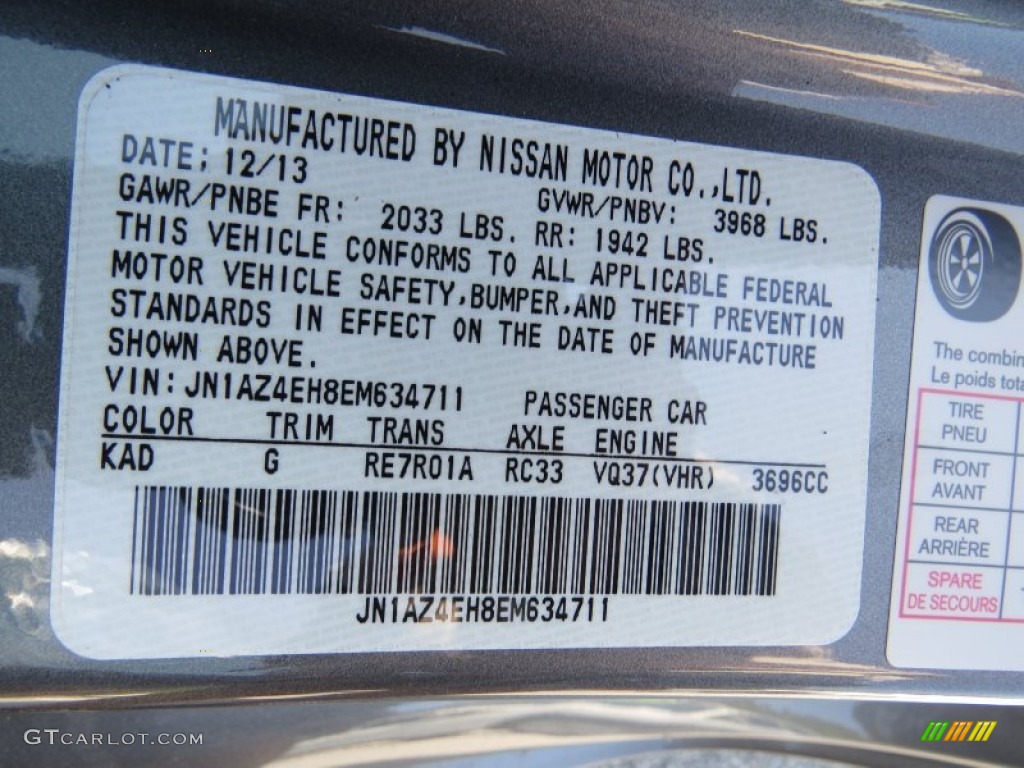 MANUFACTURED BY NISSAN MOTOR CO.,LTD.
DATE; 12/13
GVWR/PNBV: 3968 LBS.
GAWR/PNBE FR: 2033 LBS. RR: 1942 LBS.
THIS VEHICLE CONFORMS TO ALL APPLICABLE FEDERAL
MOTOR VEHICLE SAFETY,BUMPER,AND THEFT PREVENTION
STANDARDS IN EFFECT ON THE DATE OF MANUFACTURE
SHOWN ABOVE.
VIN: JN1AZ4EH8EM634711 PASSENGER CAR
COLOR TRIM TRANS AXLE ENGINE
KAD G RE7R01A RC33 VQ37(VHR) 3696CC
JN1AZ4EH8EM634711
The combin
Le poids tota
TIRE
PNEU
FRONT
AVANT
REAR
ARRIÈRE
SPARE
DE SECOURS
GTCARLOT.COM